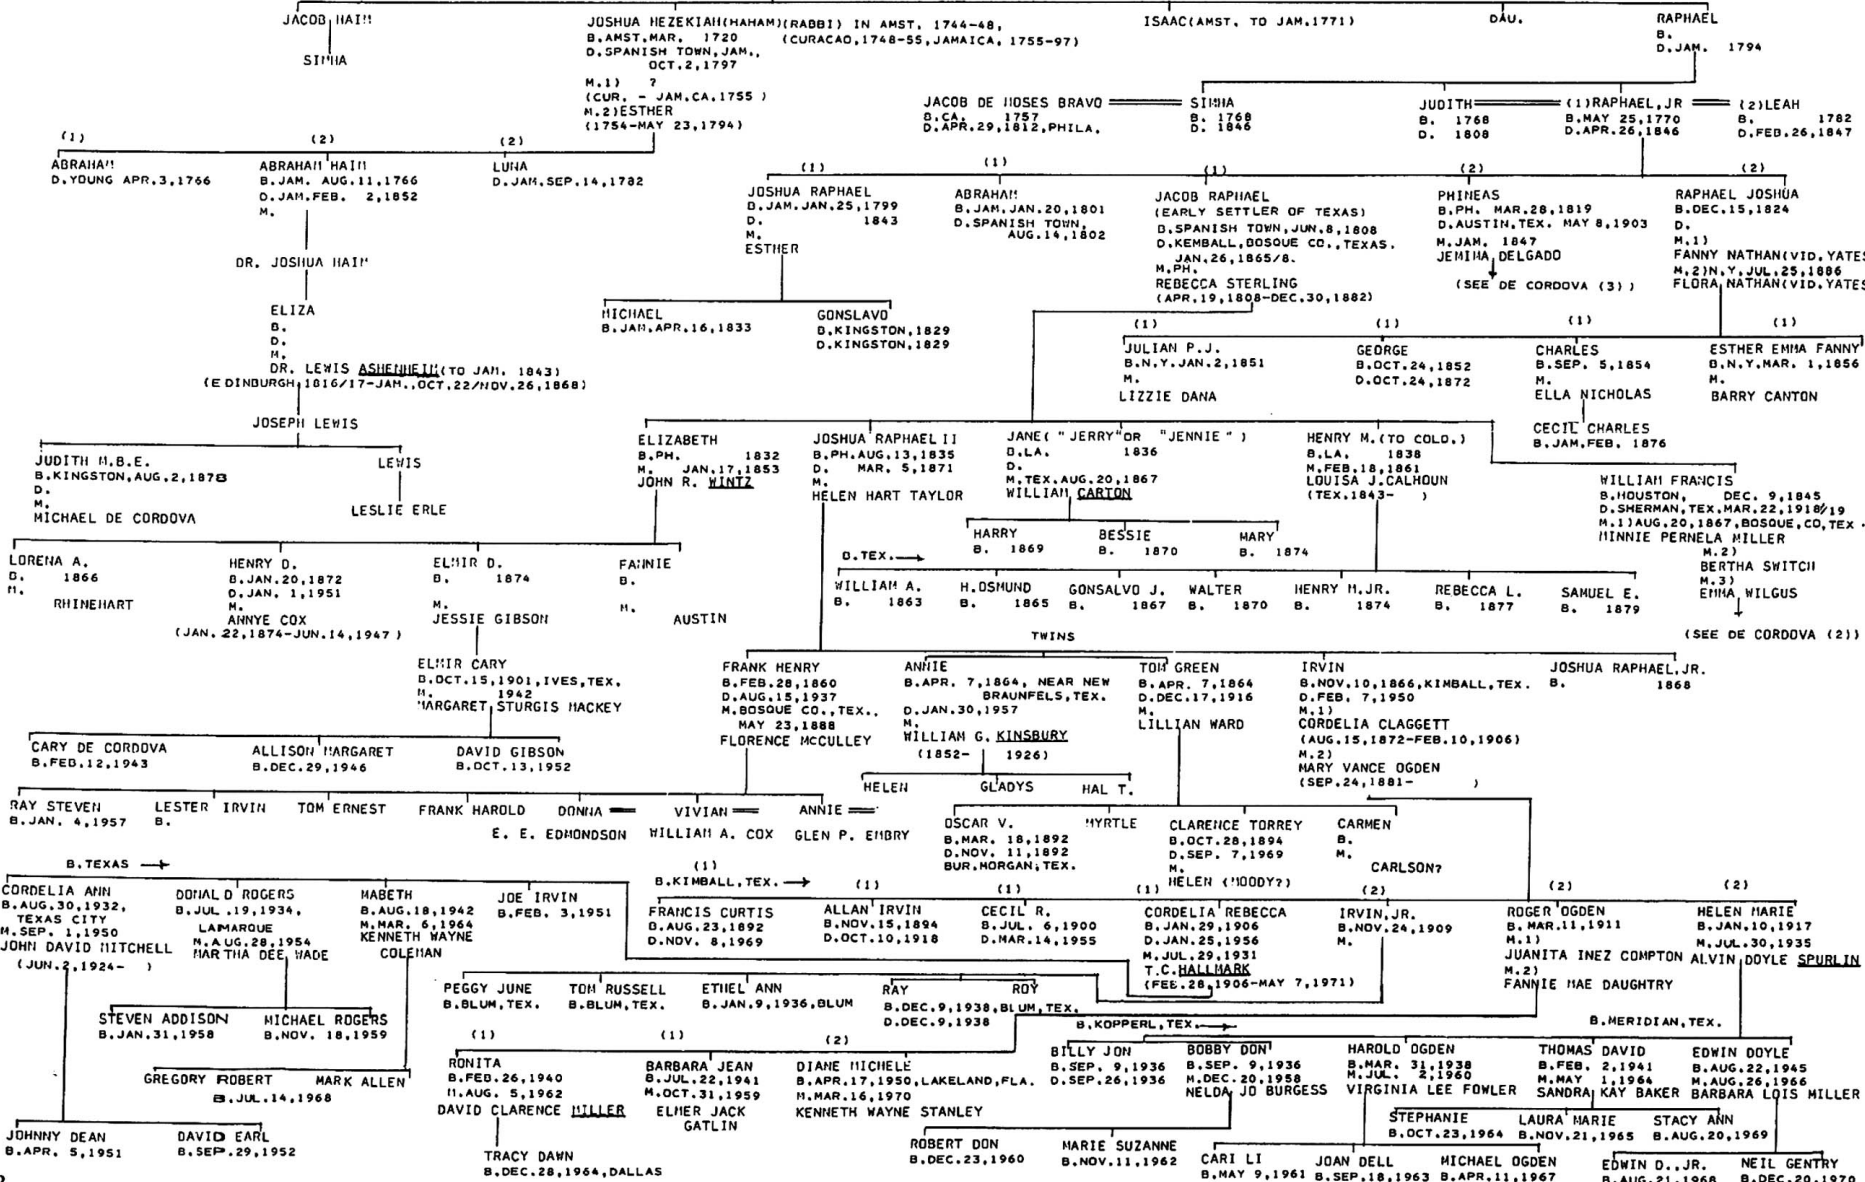 JACOB HAIM
SIMHA
JOSHUA HEZEKIAH(HAHAM)(RABBI) IN AMST. 1744-48,
B.AMST.MAR. 1720 (CURACAO,1748-55,JAMAICA, 1755-97)
D.SPANISH TOWN,JAM.,
OCT.2,1797
M.1) ?
(CUR. - JAM.CA.1755 )
M.2)ESTHER
(1754-MAY 23,1794)
ISAAC(AMST. TO JAM.1771)
DAU.
RAPHAEL
B.
D.JAM. 1794
JACOB DE MOSES BRAVO
B.CA. 1757
D.APR.29,1812,PHILA.
SIMHA
B. 1768
D. 1846
JUDITH
B. 1768
D. 1808
(1)RAPHAEL,JR
B.MAY 25,1770
D.APR.26,1846
(2)LEAH
B. 1782
D.FEB.26,1847
(1)
ABRAHAM
D.YOUNG APR.3,1766
(2)
ABRAHAM HAIM
B.JAM. AUG.11,1766
D.JAM.FEB. 2,1852
M.
(2)
LUNA
D.JAM.SEP.14,1782
(1)
JOSHUA RAPHAEL
B.JAM.JAN.25,1799
D. 1843
M.
ESTHER
(1)
ABRAHAM
B.JAM.JAN.20,1801
D.SPANISH TOWN,
AUG.14,1802
(1)
JACOB RAPHAEL
(EARLY SETTLER OF TEXAS)
B.SPANISH TOWN,JUN.8,1808
D.KEMBALL,BOSQUE CO.,TEXAS.
JAN.26,1865/8.
M.PH.
REBECCA STERLING
(APR.19,1808-DEC.30,1882)
(2)
PHINEAS
B.PH. MAR.28,1819
D.AUSTIN,TEX. MAY 8,1903
M.JAM. 1847
JEMIMA DELGADO
(SEE DE CORDOVA (3))
(2)
RAPHAEL JOSHUA
B.DEC.15,1824
D.
M.1)
FANNY NATHAN(VID.YATES
M.2)N.Y.JUL.25,1886
FLORA NATHAN(VID.YATES
DR. JOSHUA HAIM
ELIZA
B.
D.
M.
DR. LEWIS ASHENHEIM(TO JAM. 1843)
(EDINBURGH,1816/17-JAM.,OCT.22/NOV.26,1868)
JOSEPH LEWIS
MICHAEL
B.JAM.APR.16,1833
GONSLAVO
B.KINGSTON,1829
D.KINGSTON,1829
(1)
JULIAN P.J.
B.N.Y.JAN.2,1851
M.
LIZZIE DANA
(1)
GEORGE
B.OCT.24,1852
D.OCT.24,1872
(1)
CHARLES
B.SEP. 5,1854
M.
ELLA NICHOLAS
CECIL CHARLES
B.JAM.FEB. 1876
(1)
ESTHER EMMA FANNY
B.N.Y.MAR. 1,1856
M.
BARRY CANTON
JUDITH M.B.E.
B.KINGSTON,AUG.2,1878
D.
M.
MICHAEL DE CORDOVA
LEWIS
LESLIE ERLE
ELIZABETH
B.PH. 1832
M. JAN.17,1853
JOHN R. WINTZ
JOSHUA RAPHAEL II
B.PH.AUG.13,1835
D. MAR. 5,1871
M.
HELEN HART TAYLOR
JANE( "JERRY"OR "JENNIE" )
B.LA. 1836
D.
M.TEX.AUG.20,1867
WILLIAM CARTON
HENRY M.(TO COLO.)
B.LA. 1838
M.FEB.18,1861
LOUISA J.CALHOUN
(TEX.1843- )
WILLIAM FRANCIS
B.HOUSTON, DEC. 9,1845
D.SHERMAN,TEX.MAR.22,1918/19
M.1)AUG.20,1867,BOSQUE,CO,TEX.
MINNIE PERNELA MILLER
M.2)
BERTHA SWITCH
M.3)
EMMA WILGUS
(SEE DE CORDOVA (2))
HARRY
B. 1869
BESSIE
B. 1870
MARY
B. 1874
LORENA A.
B. 1866
M.
RHINEHART
HENRY D.
B.JAN.20,1872
D.JAN. 1,1951
M.
ANNYE COX
(JAN.22,1874-JUN.14,1947)
ELMIR D.
B. 1874
M.
JESSIE GIBSON
FANNIE
B.
M.
AUSTIN
B.TEX.
WILLIAM A.
B. 1863
H.OSMUND
B. 1865
GONSALVO J.
B. 1867
WALTER
B. 1870
HENRY M.JR.
B. 1874
REBECCA L.
B. 1877
SAMUEL E.
B. 1879
ELMIR CARY
B.OCT.15,1901,IVES,TEX.
M. 1942
MARGARET STURGIS MACKEY
TWINS
FRANK HENRY
B.FEB.28,1860
D.AUG.15,1937
M.BOSQUE CO.,TEX.,
MAY 23,1888
FLORENCE McCULLEY
ANNIE
B.APR. 7,1864, NEAR NEW
BRAUNFELS,TEX.
D.JAN.30,1957
M.
WILLIAM G. KINSBURY
(1852- 1926)
TOM GREEN
B.APR. 7,1864
D.DEC.17,1916
M.
LILLIAN WARD
IRVIN
B.NOV.10,1866,KIMBALL,TEX.
D.FEB. 7,1950
M.1)
CORDELIA CLAGGETT
(AUG.15,1872-FEB.10,1906)
M.2)
MARY VANCE OGDEN
(SEP.24,1881- )
JOSHUA RAPHAEL,JR.
B. 1868
CARY DE CORDOVA
B.FEB.12,1943
ALLISON MARGARET
B.DEC.29,1946
DAVID GIBSON
B.OCT.13,1952
HELEN
GLADYS
HAL T.
RAY STEVEN
B.JAN. 4,1957
LESTER IRVIN
B.
TOM ERNEST
FRANK HAROLD
DONNA
E. E. EDMONDSON
VIVIAN
WILLIAM A. COX
ANNIE
GLEN P. EMBRY
OSCAR V.
B.MAR. 18,1892
D.NOV. 11,1892
BUR.MORGAN,TEX.
MYRTLE
CLARENCE TORREY
B.OCT.28,1894
D.SEP. 7,1969
M.
HELEN (MOODY?)
CARMEN
B.
M.
CARLSON?
B.TEXAS
CORDELIA ANN
B.AUG.30,1932,
TEXAS CITY
M.SEP. 1,1950
JOHN DAVID MITCHELL
(JUN.2,1924- )
DONALD ROGERS
B.JUL.19,1934,
LAMARQUE
M.AUG.28,1954
MARTHA DEE WADE
MABETH
B.AUG.18,1942
M.MAR. 6,1964
KENNETH WAYNE
COLEMAN
JOE IRVIN
B.FEB. 3,1951
(1)
B.KIMBALL,TEX.
FRANCIS CURTIS
B.AUG.23,1892
D.NOV. 8,1969
(1)
ALLAN IRVIN
B.NOV.15,1894
D.OCT.10,1918
(1)
CECIL R.
B.JUL. 6,1900
D.MAR.14,1955
(1)
CORDELIA REBECCA
B.JAN.29,1906
D.JAN.25,1956
M.JUL.29,1931
T.C.HALLMARK
(FEB.28,1906-MAY 7,1971)
(2)
IRVIN,JR.
B.NOV.24,1909
M.
(2)
ROGER OGDEN
B.MAR.11,1911
M.1)
JUANITA INEZ COMPTON
M.2)
FANNIE MAE DAUGHTRY
(2)
HELEN MARIE
B.JAN.10,1917
M.JUL.30,1935
ALVIN DOYLE SPURLIN
PEGGY JUNE
B.BLUM,TEX.
TOM RUSSELL
B.BLUM,TEX.
ETHEL ANN
B.JAN.9,1936,BLUM
RAY ROY
B.DEC.9,1938,BLUM,TEX.
D.DEC.9,1938
STEVEN ADDISON
B.JAN.31,1958
MICHAEL ROGERS
B.NOV. 18,1959
GREGORY ROBERT
B.JUL.14,1968
MARK ALLEN
(1)
RONITA
B.FEB.26,1940
M.AUG. 5,1962
DAVID CLARENCE MILLER
(1)
BARBARA JEAN
B.JUL.22,1941
M.OCT.31,1959
ELMER JACK
GATLIN
(2)
DIANE MICHELE
B.APR.17,1950,LAKELAND,FLA.
M.MAR.16,1970
KENNETH WAYNE STANLEY
B.KOPPERL,TEX.
B.MERIDIAN,TEX.
BILLY JON
B.SEP. 9,1936
D.SEP.26,1936
BOBBY DON
B.SEP. 9,1936
M.DEC.20,1958
NELDA JO BURGESS
HAROLD OGDEN
B.MAR. 31,1938
M.JUL. 2,1960
VIRGINIA LEE FOWLER
THOMAS DAVID
B.FEB. 2,1941
M.MAY 1,1964
SANDRA KAY BAKER
EDWIN DOYLE
B.AUG.22,1945
M.AUG.26,1966
BARBARA LOIS MILLER
STEPHANIE
B.OCT.23,1964
LAURA MARIE
B.NOV.21,1965
STACY ANN
B.AUG.20,1969
JOHNNY DEAN
B.APR. 5,1951
DAVID EARL
B.SEP.29,1952
TRACY DAWN
B.DEC.28,1964,DALLAS
ROBERT DON
B.DEC.23,1960
MARIE SUZANNE
B.NOV.11,1962
CARI LI
B.MAY 9,1961
JOAN DELL
B.SEP.18,1963
MICHAEL OGDEN
B.APR.11,1967
EDWIN D.,JR.
B.AUG.21,1968
NEIL GENTRY
B.DEC.20,1970